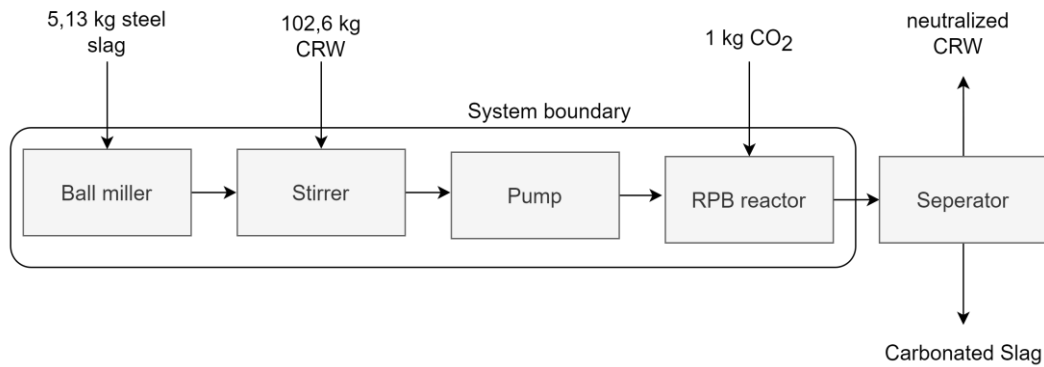 5,13 kg steel
slag
102,6 kg
CRW
1 kg CO₂
neutralized
CRW
System boundary
Ball miller
Stirrer
Pump
RPB reactor
Seperator
Carbonated Slag